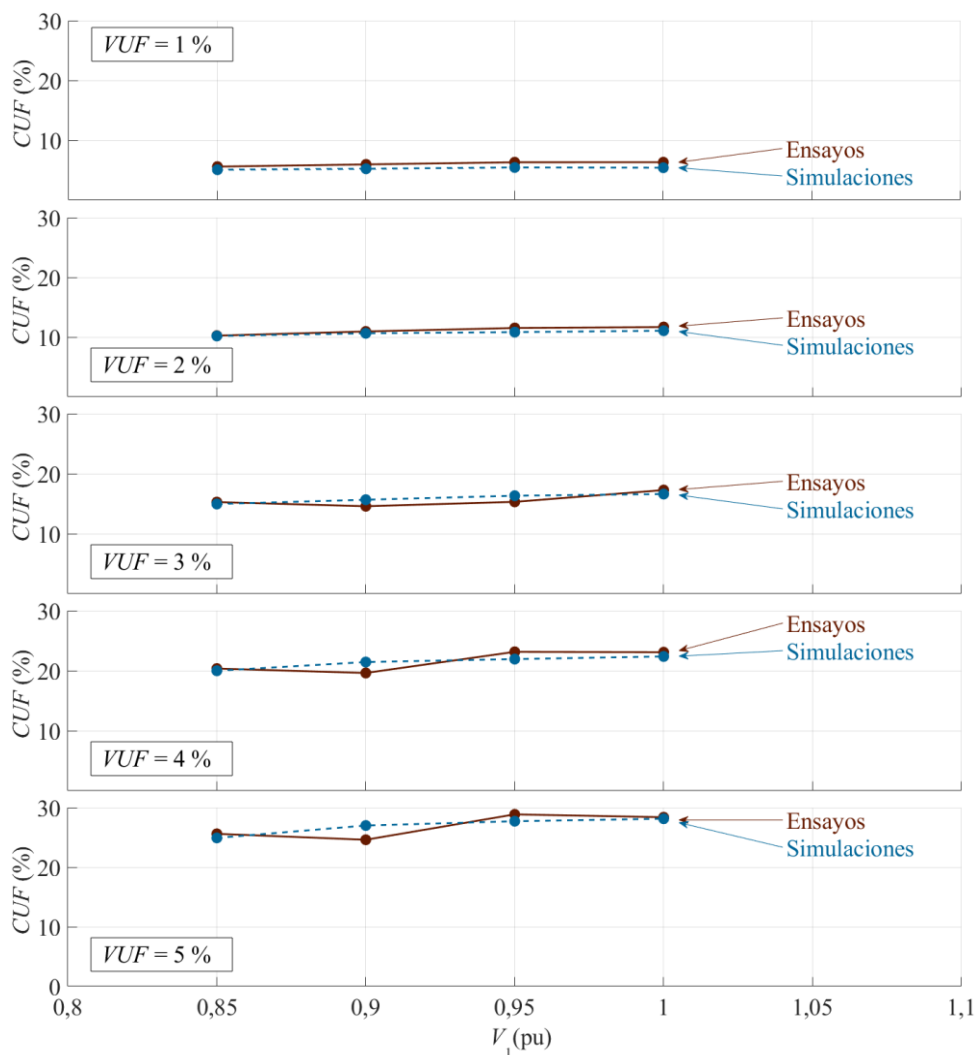 30
VUF = 1 %
20
CUF (%)
10
Ensayos
Simulaciones
30
20
CUF (%)
10
Ensayos
Simulaciones
VUF = 2 %
30
20
CUF (%)
10
Ensayos
Simulaciones
VUF = 3 %
30
20
CUF (%)
10
Ensayos
Simulaciones
VUF = 4 %
30
20
CUF (%)
10
0
Ensayos
Simulaciones
VUF = 5 %
0,8 0,85 0,9 0,95 1 1,05 1,1
V1 (pu)